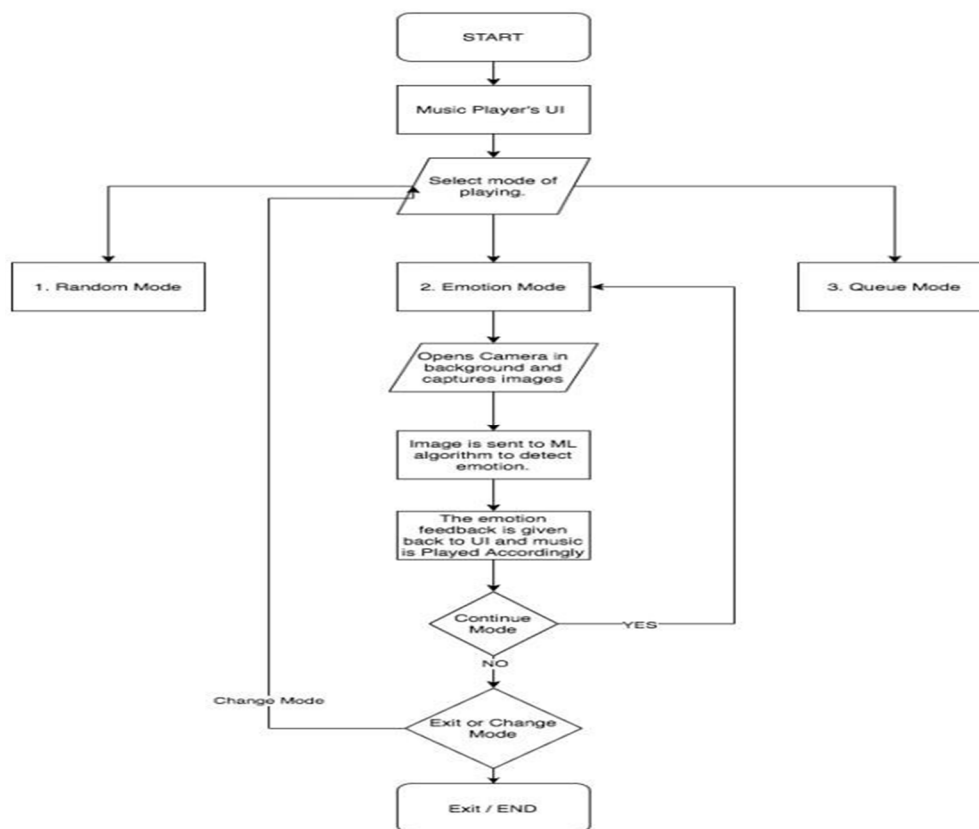 START
Music Player's UI
Select mode of
playing.
1. Random Mode
2. Emotion Mode
3. Queue Mode
Opens Camera in
background and
captures images
Image is sent to ML
algorithm to detect
emotion.
The emotion
feedback is given
back to UI and music
is Played Accordingly
Continue
Mode
YES
NO
Change Mode
Exit or Change
Mode
Exit / END